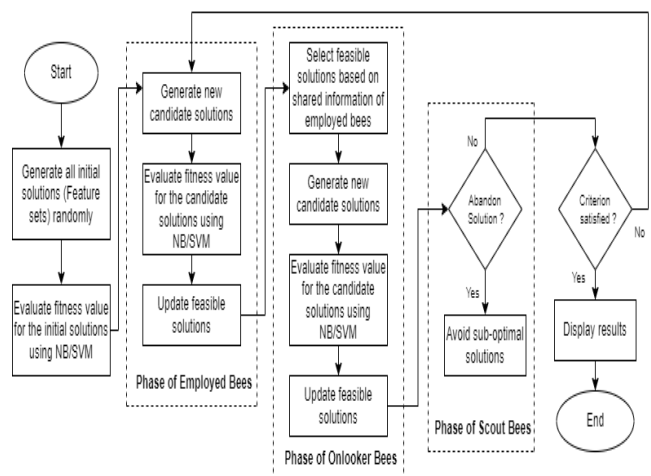 Start
Generate all initial
solutions (Feature
sets) randomly
Evaluate fitness value
for the initial solutions
using NB/SVM
Generate new
candidate solutions
Evaluate fitness value
for the candidate
solutions using
NB/SVM
Update feasible
solutions
Phase of Employed Bees
Select feasible
solutions based on
shared information of
employed bees
Generate new
candidate solutions
Evaluate fitness value
for the candidate
solutions using
NB/SVM
Update feasible
solutions
Phase of Onlooker Bees
No
Abandon
Solution ?
Yes
Avoid sub-optimal
solutions
Phase of Scout Bees
Criterion
satisfied ?
No
Yes
Display results
End